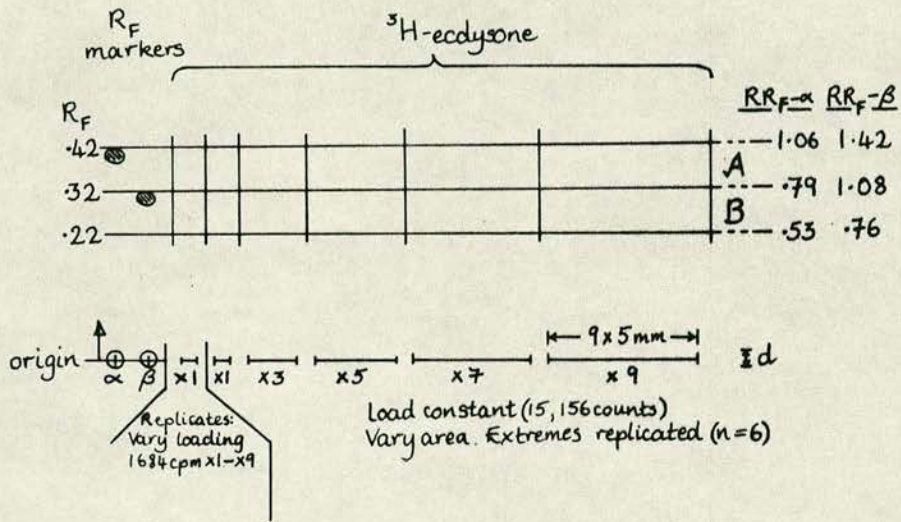 R_F
markers
³H-ecdysone
R_F
RR_F-α RR_F-β
.42 1.06 1.42
A
.32 .79 1.08
B
.22 .53 .76
9 x 5mm
origin
α β x1 x1 x3 x5 x7 x9
d
Replicates:
Vary loading
1684 cpm x1-x9
Load constant (15,156 counts)
Vary area. Extremes replicated (n=6)